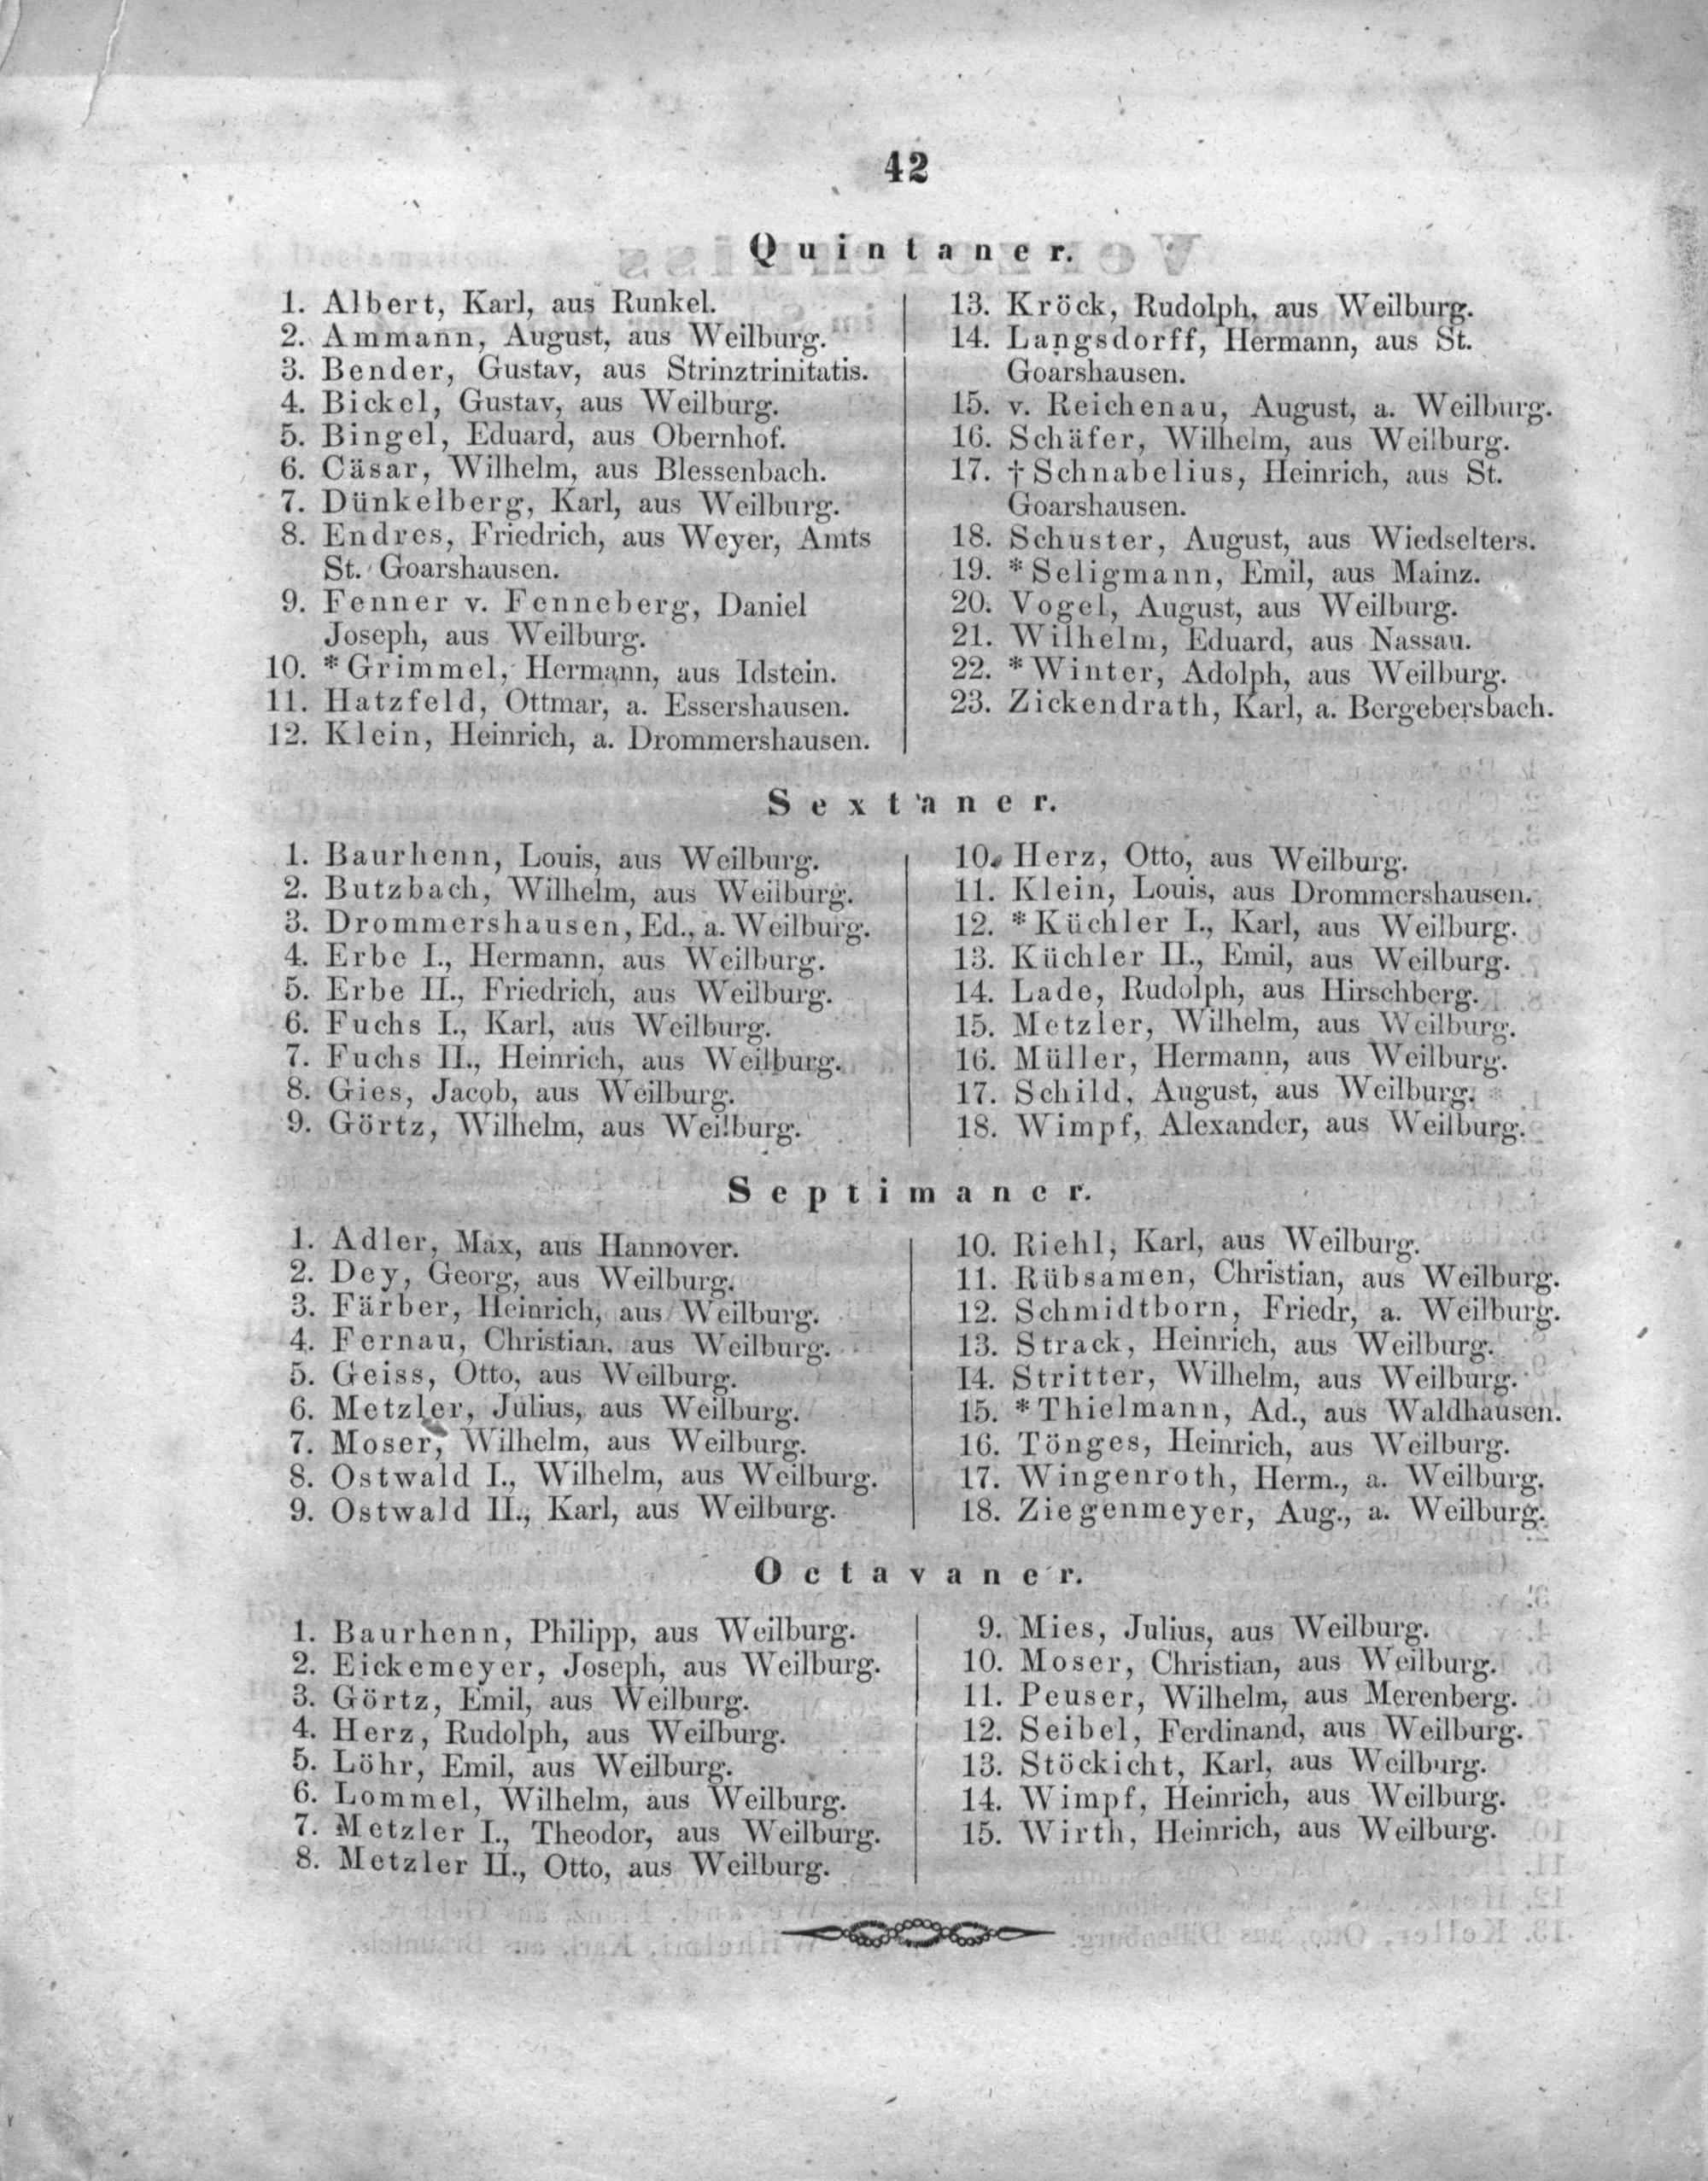 42
Quintaner.
1. Albert, Karl, aus Runkel.
2. Ammann, August, aus Weilburg.
3. Bender, Gustav, aus Strinztrinitatis.
4. Bickel, Gustav, aus Weilburg.
5. Bingel, Eduard, aus Obernhof.
6. Cäsar, Wilhelm, aus Blessenbach.
7. Dünkelberg, Karl, aus Weilburg.
8. Endres, Friedrich, aus Weyer, Amts
St. Goarshausen.
9. Fenner v. Fenneberg, Daniel
Joseph, aus Weilburg.
10. *Grimmel, Hermann, aus Idstein.
11. Hatzfeld, Ottmar, a. Essershausen.
12. Klein, Heinrich, a. Drommershausen.
13. Kröck, Rudolph, aus Weilburg.
14. Langsdorff, Hermann, aus St.
Goarshausen.
15. v. Reichenau, August, a. Weilburg.
16. Schäfer, Wilhelm, aus Weilburg.
17. †Schnabelius, Heinrich, aus St.
Goarshausen.
18. Schuster, August, aus Wiedselters.
19. *Seligmann, Emil, aus Mainz.
20. Vogel, August, aus Weilburg.
21. Wilhelm, Eduard, aus Nassau.
22. *Winter, Adolph, aus Weilburg.
23. Zickendrath, Karl, a. Bergebersbach.
Sextaner.
1. Baurhenn, Louis, aus Weilburg.
2. Butzbach, Wilhelm, aus Weilburg.
3. Drommershausen, Ed., a. Weilburg.
4. Erbe I., Hermann, aus Weilburg.
5. Erbe II., Friedrich, aus Weilburg.
6. Fuchs I., Karl, aus Weilburg.
7. Fuchs II., Heinrich, aus Weilburg.
8. Gies, Jacob, aus Weilburg.
9. Görtz, Wilhelm, aus Weilburg.
10. Herz, Otto, aus Weilburg.
11. Klein, Louis, aus Drommershausen.
12. *Küchler I., Karl, aus Weilburg.
13. Küchler II., Emil, aus Weilburg.
14. Lade, Rudolph, aus Hirschberg.
15. Metzler, Wilhelm, aus Weilburg.
16. Müller, Hermann, aus Weilburg.
17. Schild, August, aus Weilburg.
18. Wimpf, Alexander, aus Weilburg.
Septimaner.
1. Adler, Max, aus Hannover.
2. Dey, Georg, aus Weilburg.
3. Färber, Heinrich, aus Weilburg.
4. Fernau, Christian, aus Weilburg.
5. Geiss, Otto, aus Weilburg.
6. Metzler, Julius, aus Weilburg.
7. Moser, Wilhelm, aus Weilburg.
8. Ostwald I., Wilhelm, aus Weilburg.
9. Ostwald II., Karl, aus Weilburg.
10. Riehl, Karl, aus Weilburg.
11. Rübsamen, Christian, aus Weilburg.
12. Schmidtborn, Friedr, a. Weilburg.
13. Strack, Heinrich, aus Weilburg.
14. Stritter, Wilhelm, aus Weilburg.
15. *Thielmann, Ad., aus Waldhausen.
16. Tönges, Heinrich, aus Weilburg.
17. Wingenroth, Herm., a. Weilburg.
18. Ziegenmeyer, Aug., a. Weilburg.
Octavaner.
1. Baurhenn, Philipp, aus Weilburg.
2. Eickemeyer, Joseph, aus Weilburg.
3. Görtz, Emil, aus Weilburg.
4. Herz, Rudolph, aus Weilburg.
5. Löhr, Emil, aus Weilburg.
6. Lommel, Wilhelm, aus Weilburg.
7. Metzler I., Theodor, aus Weilburg.
8. Metzler II., Otto, aus Weilburg.
9. Mies, Julius, aus Weilburg.
10. Moser, Christian, aus Weilburg.
11. Peuser, Wilhelm, aus Merenberg.
12. Seibel, Ferdinand, aus Weilburg.
13. Stöckicht, Karl, aus Weilburg.
14. Wimpf, Heinrich, aus Weilburg.
15. Wirth, Heinrich, aus Weilburg.